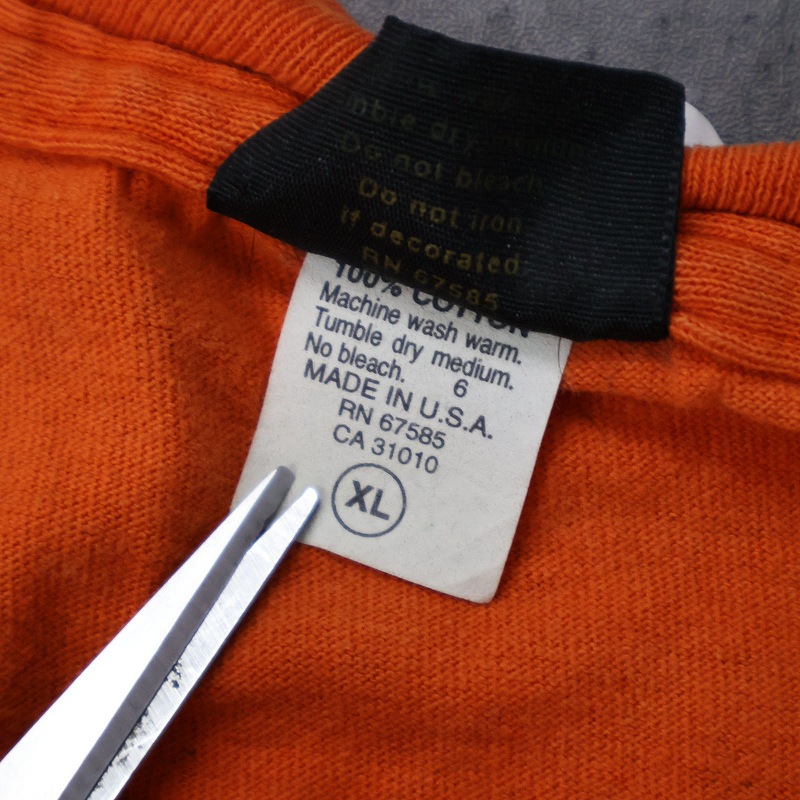 dry
Do not bleach
Do not iron
if decorated.
RN 67585
100% COTTON
Machine wash warm.
Tumble dry medium.
No bleach. 6
MADE IN U.S.A.
RN 67585
CA 31010
XL